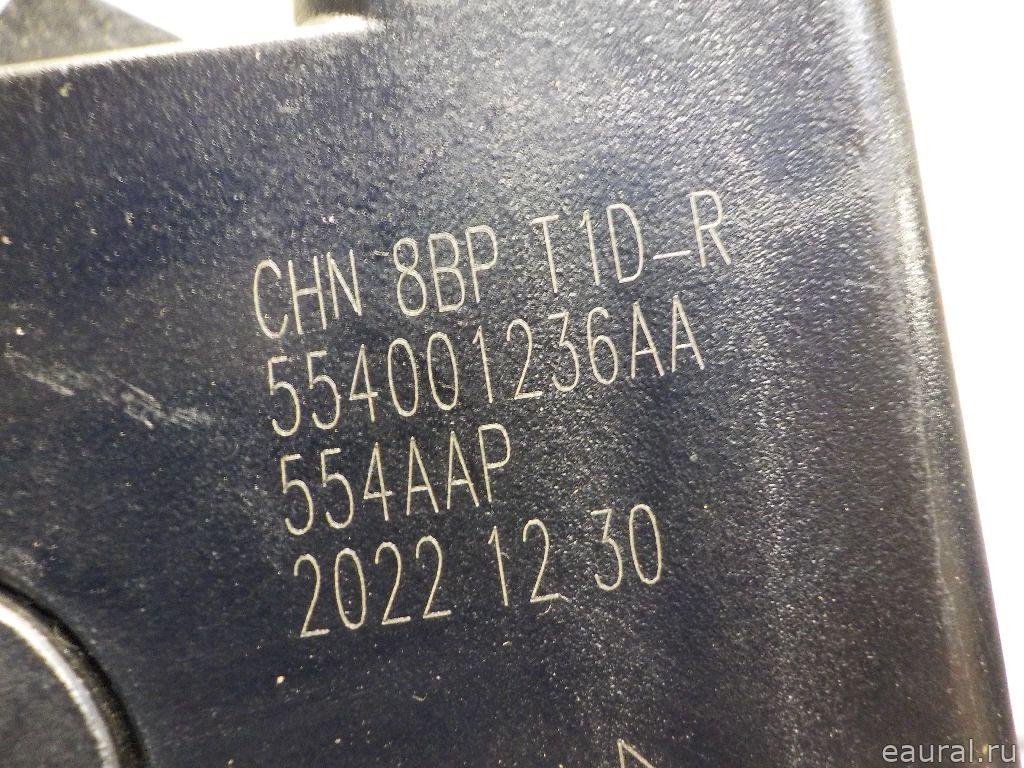 CHN 8BP T1D-R
554001236AA
554AAP
2022 12 30
eaural.ru